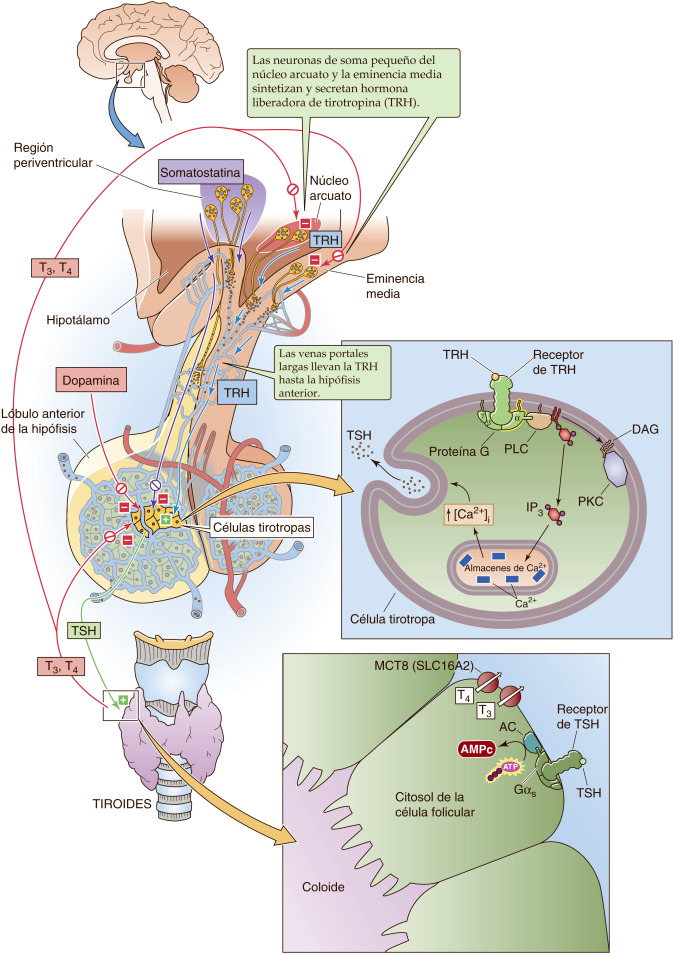 Las neuronas de soma pequeño del
núcleo arcuato y la eminencia media
sintetizan y secretan hormona
liberadora de tirotropina (TRH).
Región
periventricular
Somatostatina
Núcleo
arcuato
TRH
T3, T4
Eminencia
media
Hipotálamo
Las venas portales
largas llevan la TRH
hasta la hipófisis
anterior.
Dopamina
TRH
Lóbulo anterior
de la hipófisis
Células tirotropas
TSH
T3, T4
TIROIDES
TRH
Receptor
de TRH
TSH
Proteína G
α
PLC
DAG
PKC
IP3
↑ [Ca2+]i
Almacenes de Ca2+
Ca2+
Célula tirotropa
MCT8 (SLC16A2)
T4
T3
Receptor
de TSH
AC
AMPc
ATP
Gαs
TSH
Citosol de la
célula folicular
Coloide